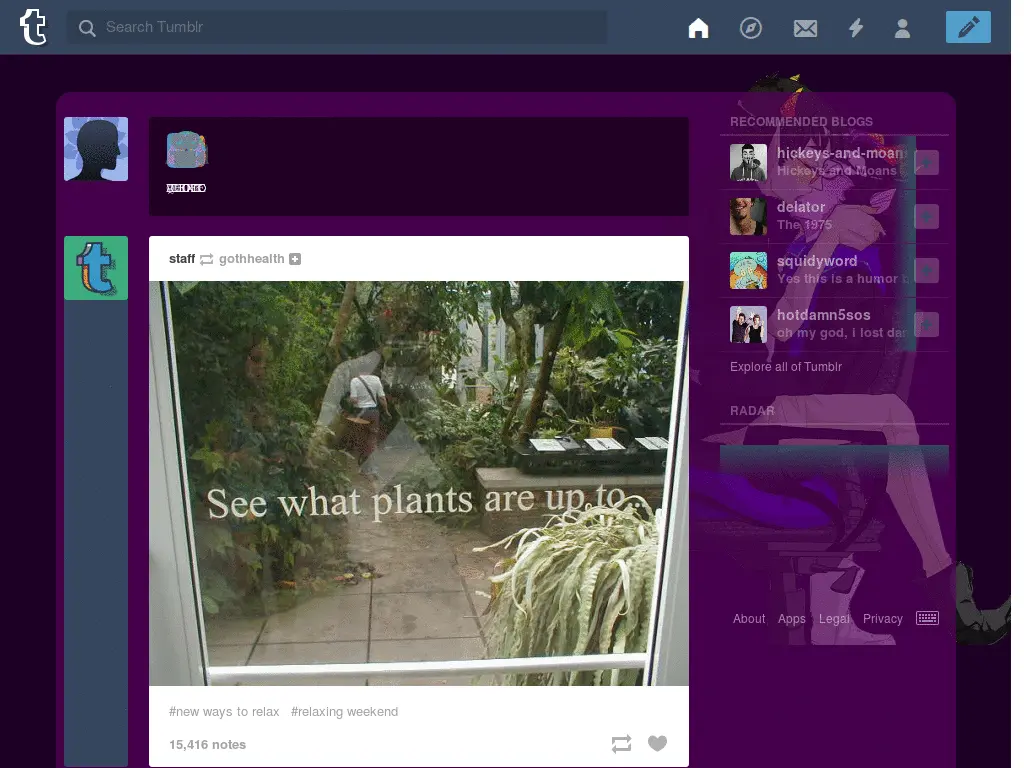 Search Tumblr
RECOMMENDED BLOGS
hickeys-and-moan
Hickeys and Moans
delator
The 1975
squidyword
Yes this is a humor b
hotdamn5sos
oh my god, i lost dar
Explore all of Tumblr
RADAR
About Apps Legal Privacy
staff gothhealth
See what plants are up to...
#new ways to relax #relaxing weekend
15,416 notes